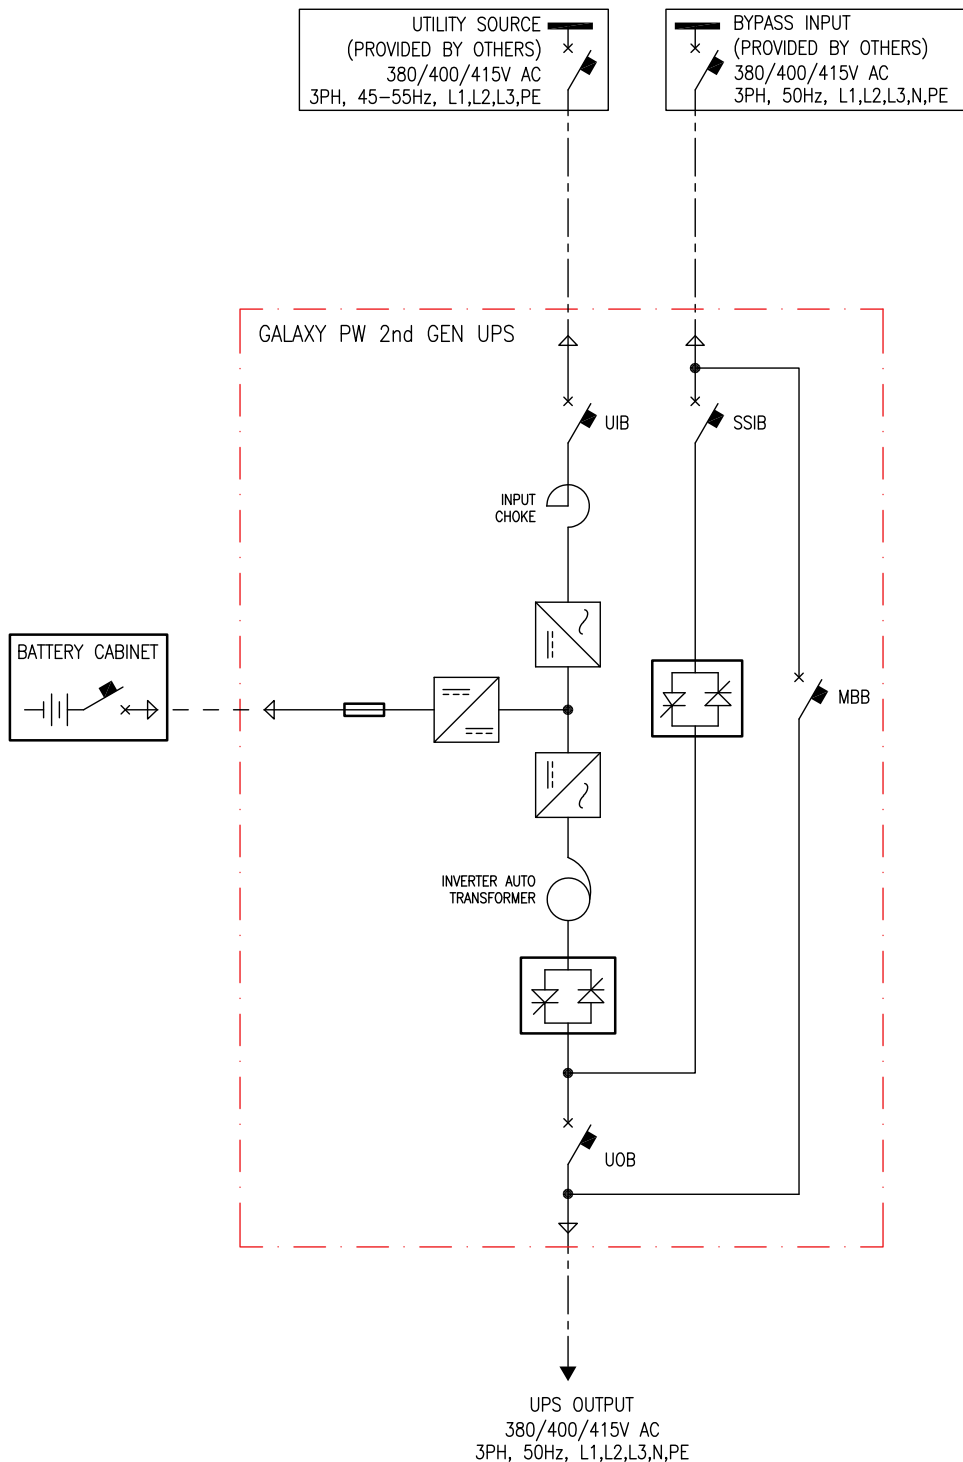 UTILITY SOURCE
(PROVIDED BY OTHERS)
380/400/415V AC
3PH, 45-55Hz, L1,L2,L3,PE
BYPASS INPUT
(PROVIDED BY OTHERS)
380/400/415V AC
3PH, 50Hz, L1,L2,L3,N,PE
GALAXY PW 2nd GEN UPS
UIB
SSIB
INPUT
CHOKE
BATTERY CABINET
MBB
INVERTER AUTO
TRANSFORMER
UOB
UPS OUTPUT
380/400/415V AC
3PH, 50Hz, L1,L2,L3,N,PE